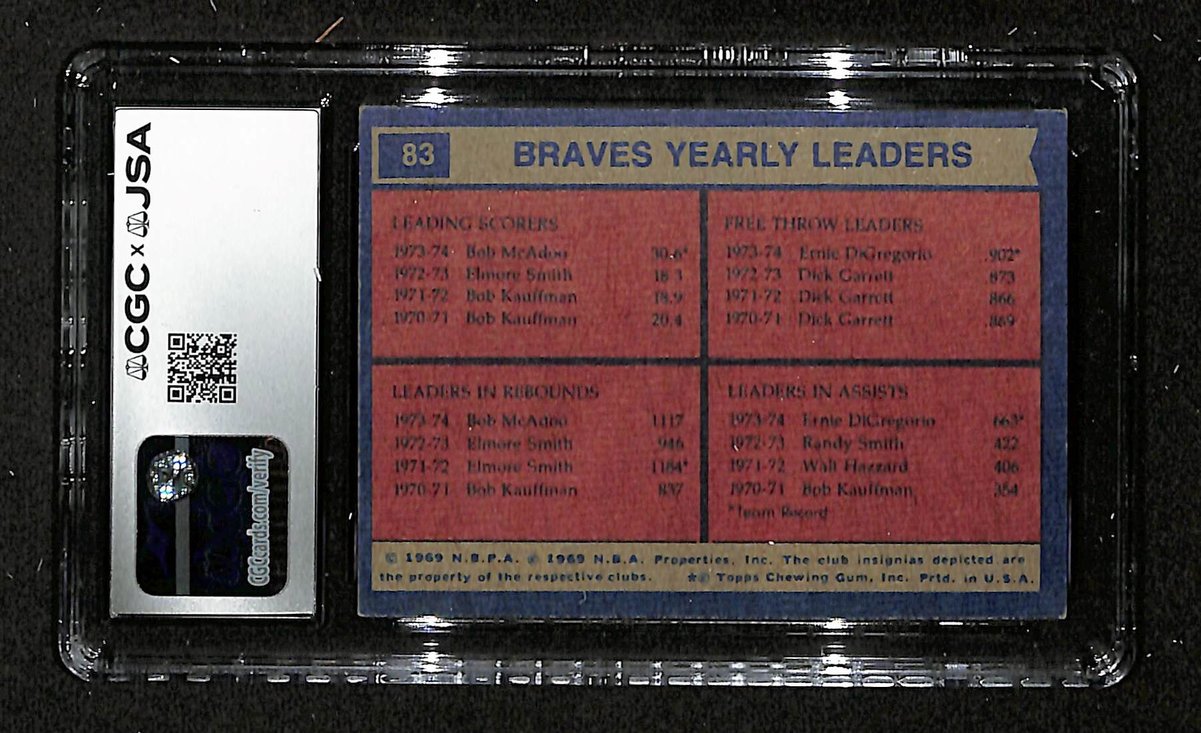 CGC x JSA
CGCcards.com/verify
83 BRAVES YEARLY LEADERS
LEADING SCORERS
1973-74 Bob McAdoo 30.6*
1972-73 Elmore Smith 18.3
1971-72 Bob Kauffman 18.9
1970-71 Bob Kauffman 20.4
FREE THROW LEADERS
1973-74 Ernie DiGregorio .902*
1972-73 Dick Garrett .873
1971-72 Dick Garrett .866
1970-71 Dick Garrett .869
LEADERS IN REBOUNDS
1973-74 Bob McAdoo 1117
1972-73 Elmore Smith 946
1971-72 Elmore Smith 1184*
1970-71 Bob Kauffman 837
LEADERS IN ASSISTS
1973-74 Ernie DiGregorio 663*
1972-73 Randy Smith 422
1971-72 Walt Hazzard 406
1970-71 Bob Kauffman 354
*Team Record
© 1969 N.B.P.A. © 1969 N.B.A. Properties, Inc. The club insignias depicted are
the property of the respective clubs. *© Topps Chewing Gum, Inc. Prtd. in U.S.A.